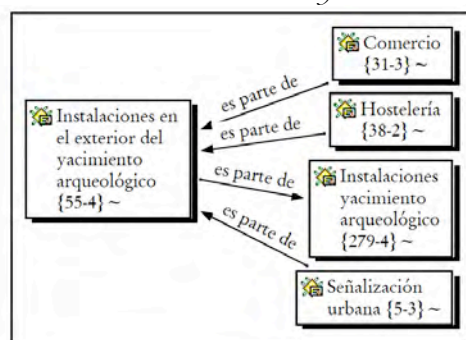 Instalaciones en
el exterior del
yacimiento
arqueológico
{55-4} ~
es parte de
es parte de
es parte de
es parte de
Comercio
{31-3} ~
Hostelería
{38-2} ~
Instalaciones
yacimiento
arqueológico
{279-4} ~
Señalización
urbana {5-3} ~